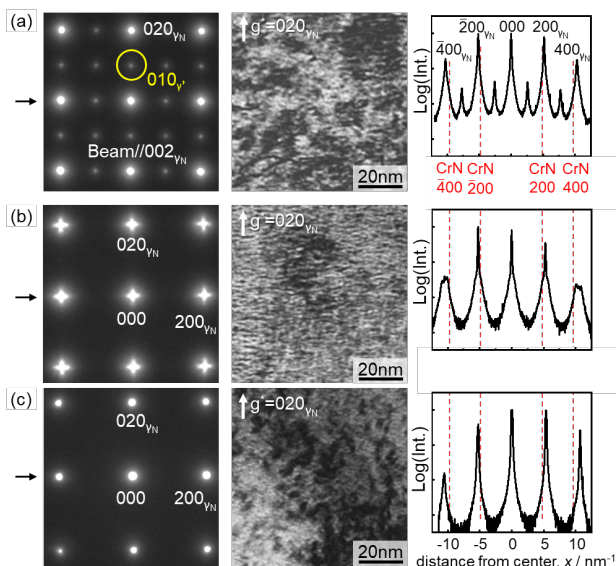 (a)
020γN
010γ'
Beam//002γN
g*=020γN
20nm
Log(Int.)
4̄00γN
2̄00γN
000
200γN
400γN
CrN
4̄00
CrN
2̄00
CrN
200
CrN
400
(b)
020γN
000
200γN
g*=020γN
20nm
Log(Int.)
(c)
020γN
000
200γN
g*=020γN
20nm
Log(Int.)
-10 -5 0 5 10
distance from center, x / nm⁻¹